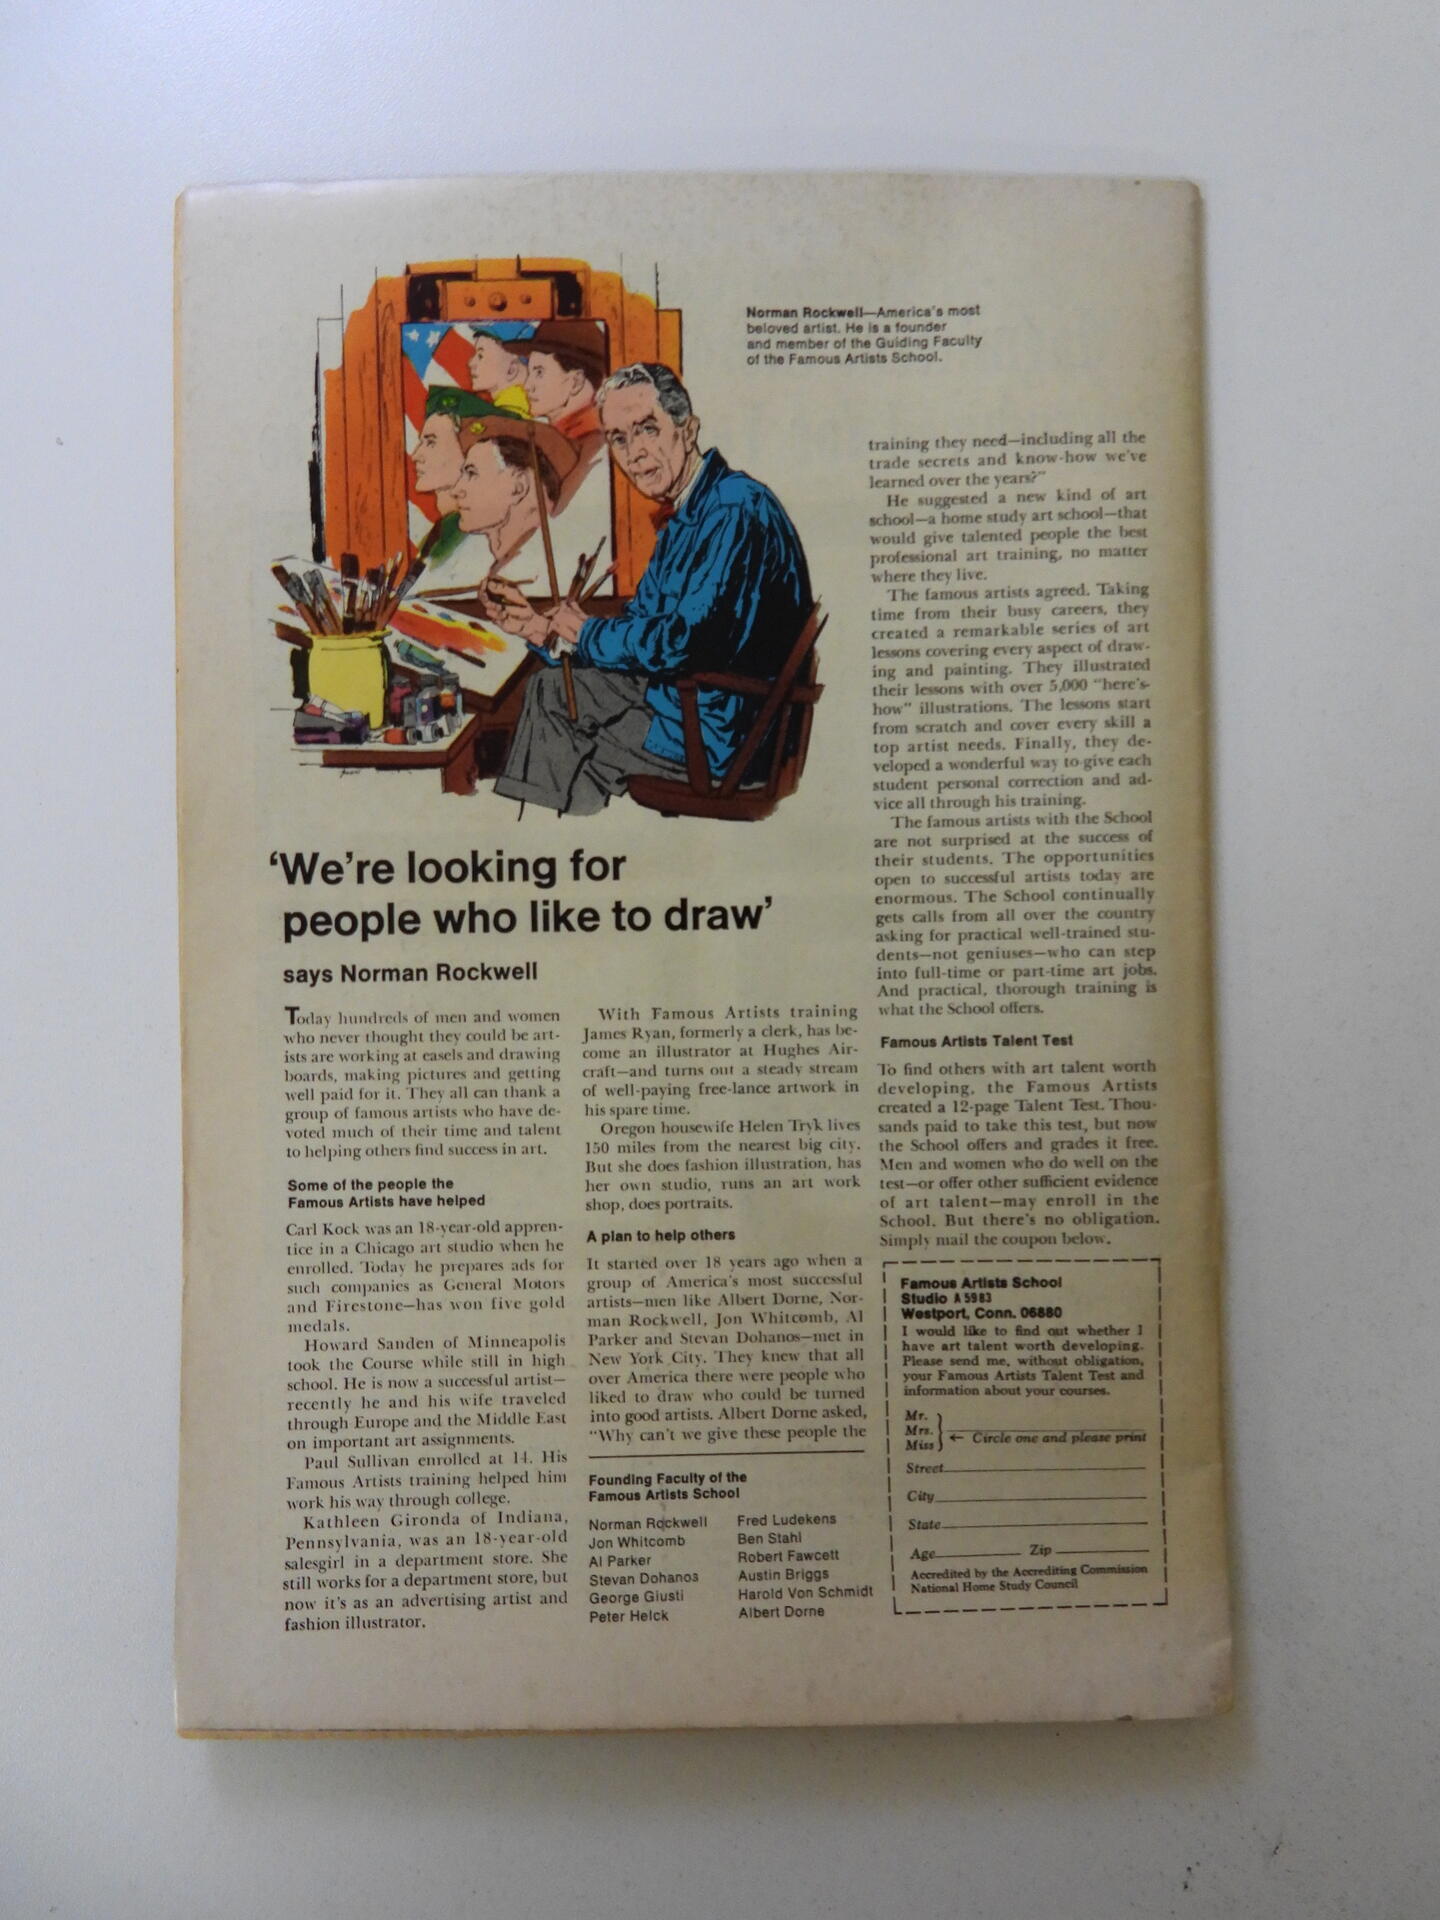 Norman Rockwell—America's most
beloved artist. He is a founder
and member of the Guiding Faculty
of the Famous Artists School.
‘We're looking for
people who like to draw’
says Norman Rockwell
Today hundreds of men and women
who never thought they could be art-
ists are working at easels and drawing
boards, making pictures and getting
well paid for it. They all can thank a
group of famous artists who have de-
voted much of their time and talent
to helping others find success in art.
Some of the people the
Famous Artists have helped
Carl Kock was an 18-year-old appren-
tice in a Chicago art studio when he
enrolled. Today he prepares ads for
such companies as General Motors
and Firestone—has won five gold
medals.
Howard Sanden of Minneapolis
took the Course while still in high
school. He is now a successful artist—
recently he and his wife traveled
through Europe and the Middle East
on important art assignments.
Paul Sullivan enrolled at 14. His
Famous Artists training helped him
work his way through college.
Kathleen Gironda of Indiana,
Pennsylvania, was an 18-year-old
salesgirl in a department store. She
still works for a department store, but
now it's as an advertising artist and
fashion illustrator.
With Famous Artists training
James Ryan, formerly a clerk, has be-
come an illustrator at Hughes Air-
craft—and turns out a steady stream
of well-paying free-lance artwork in
his spare time.
Oregon housewife Helen Tryk lives
150 miles from the nearest big city.
But she does fashion illustration, has
her own studio, runs an art work
shop, does portraits.
A plan to help others
It started over 18 years ago when a
group of America's most successful
artists—men like Albert Dorne, Nor-
man Rockwell, Jon Whitcomb, Al
Parker and Stevan Dohanos—met in
New York City. They knew that all
over America there were people who
liked to draw who could be turned
into good artists. Albert Dorne asked,
"Why can't we give these people the
Founding Faculty of the
Famous Artists School
Norman Rockwell
Jon Whitcomb
Al Parker
Stevan Dohanos
George Giusti
Peter Helck
Fred Ludekens
Ben Stahl
Robert Fawcett
Austin Briggs
Harold Von Schmidt
Albert Dorne
training they need—including all the
trade secrets and know-how we've
learned over the years?"
He suggested a new kind of art
school—a home study art school—that
would give talented people the best
professional art training, no matter
where they live.
The famous artists agreed. Taking
time from their busy careers, they
created a remarkable series of art
lessons covering every aspect of draw-
ing and painting. They illustrated
their lessons with over 5,000 "here's-
how" illustrations. The lessons start
from scratch and cover every skill a
top artist needs. Finally, they de-
veloped a wonderful way to give each
student personal correction and ad-
vice all through his training.
The famous artists with the School
are not surprised at the success of
their students. The opportunities
open to successful artists today are
enormous. The School continually
gets calls from all over the country
asking for practical well-trained stu-
dents—not geniuses—who can step
into full-time or part-time art jobs.
And practical, thorough training is
what the School offers.
Famous Artists Talent Test
To find others with art talent worth
developing, the Famous Artists
created a 12-page Talent Test. Thou-
sands paid to take this test, but now
the School offers and grades it free.
Men and women who do well on the
test—or offer other sufficient evidence
of art talent—may enroll in the
School. But there's no obligation.
Simply mail the coupon below.
Famous Artists School
Studio A5983
Westport, Conn. 06880
I would like to find out whether I
have art talent worth developing.
Please send me, without obligation,
your Famous Artists Talent Test and
information about your courses.
Mr.
Mrs.
Miss
← Circle one and please print
Street
City
State
Age Zip
Accredited by the Accrediting Commission
National Home Study Council